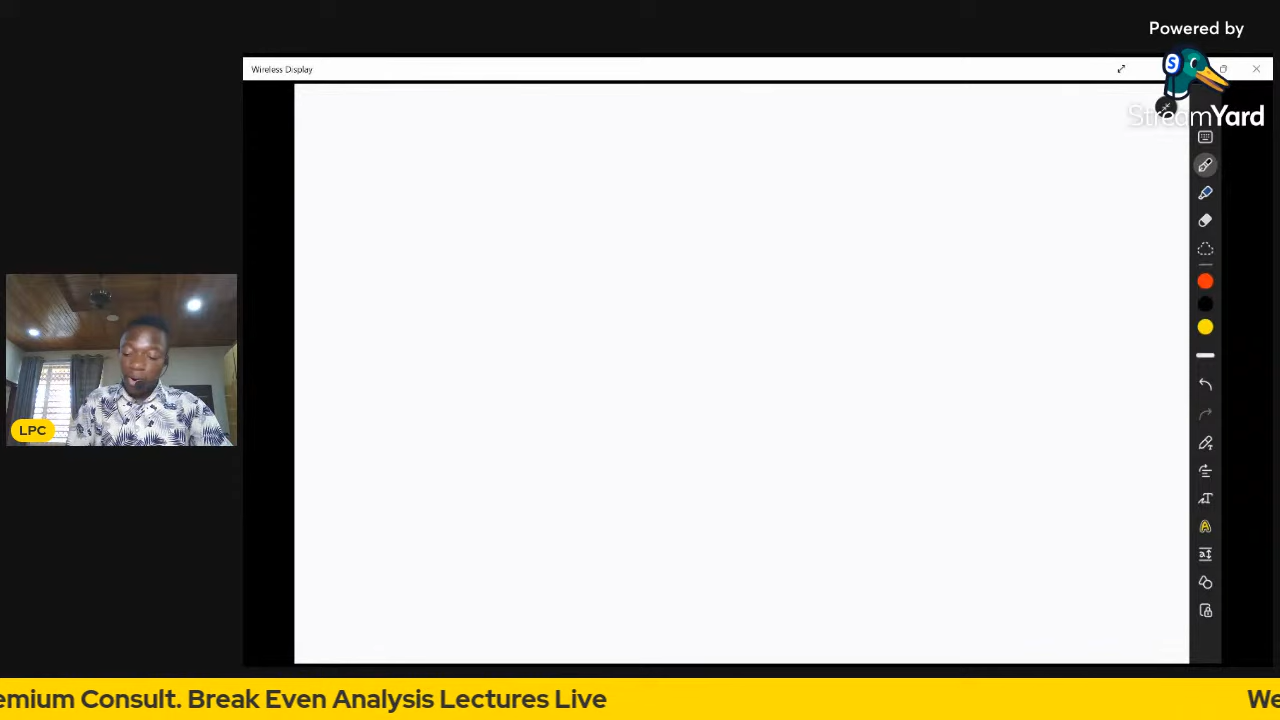 Powered by
Wireless Display
S
StreamYard
LPC
emium Consult. Break Even Analysis Lectures Live
We